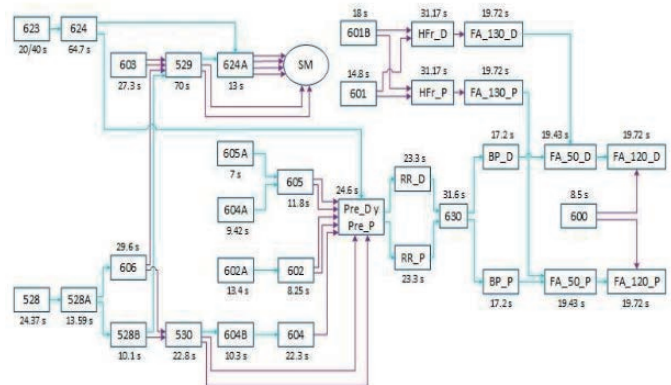 623
20/40 s
624
64.7 s
603
27.3 s
529
70 s
624A
13 s
SM
18 s
601B
14.8 s
601
31,17 s
HFr_D
19.72 s
FA_130_D
31,17 s
HFr_P
19.72 s
FA_130_P
605A
7 s
604A
9.42 s
605
11.8 s
602A
13.4 s
602
8.25 s
24.6 s
Pre_D y
Pre_P
23.3 s
RR_D
RR_P
23.3 s
31.6 s
630
17.2 s
BP_D
19.43 s
FA_50_D
19.72 s
FA_120_D
8.5 s
600
BP_P
17.2 s
FA_50_P
19.43 s
FA_120_P
19.72 s
528
24.37 s
528A
13.59 s
29.6 s
606
528B
10.1 s
530
22.8 s
604B
10.3 s
604
22.3 s